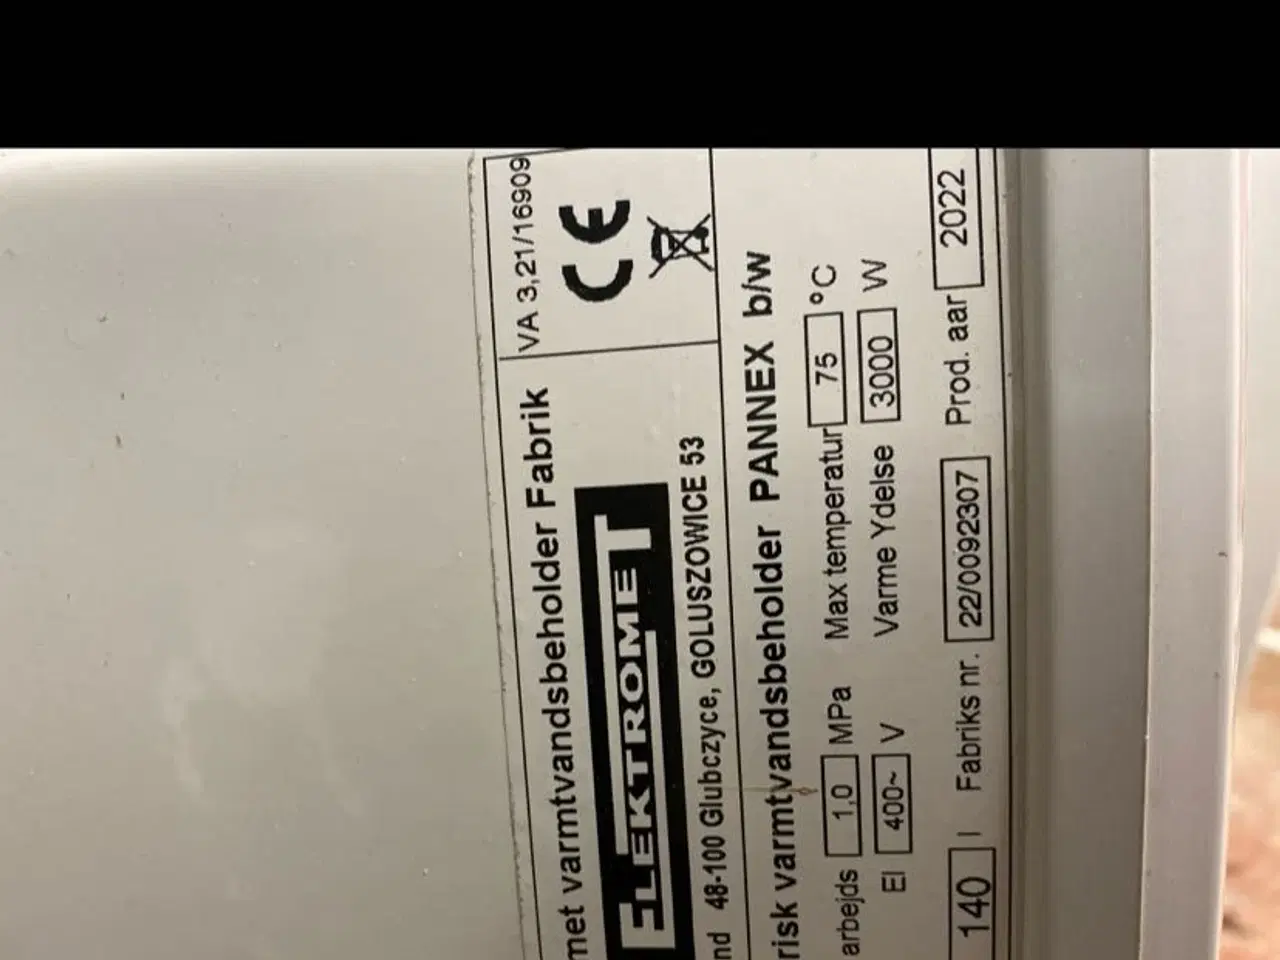 met varmtvandsbeholder Fabrik
VA 3,21/16909
CE
ELEKTROMET
nd 48-100 Glubczyce, GOLUSZOWICE 53
risk varmtvandsbeholder PANNEX b/w
arbejds 1,0 MPa Max temperatur 75 °C
El 400~ V Varme Ydelse 3000 W
140 l Fabriks nr. 22/0092307 Prod. aar 2022